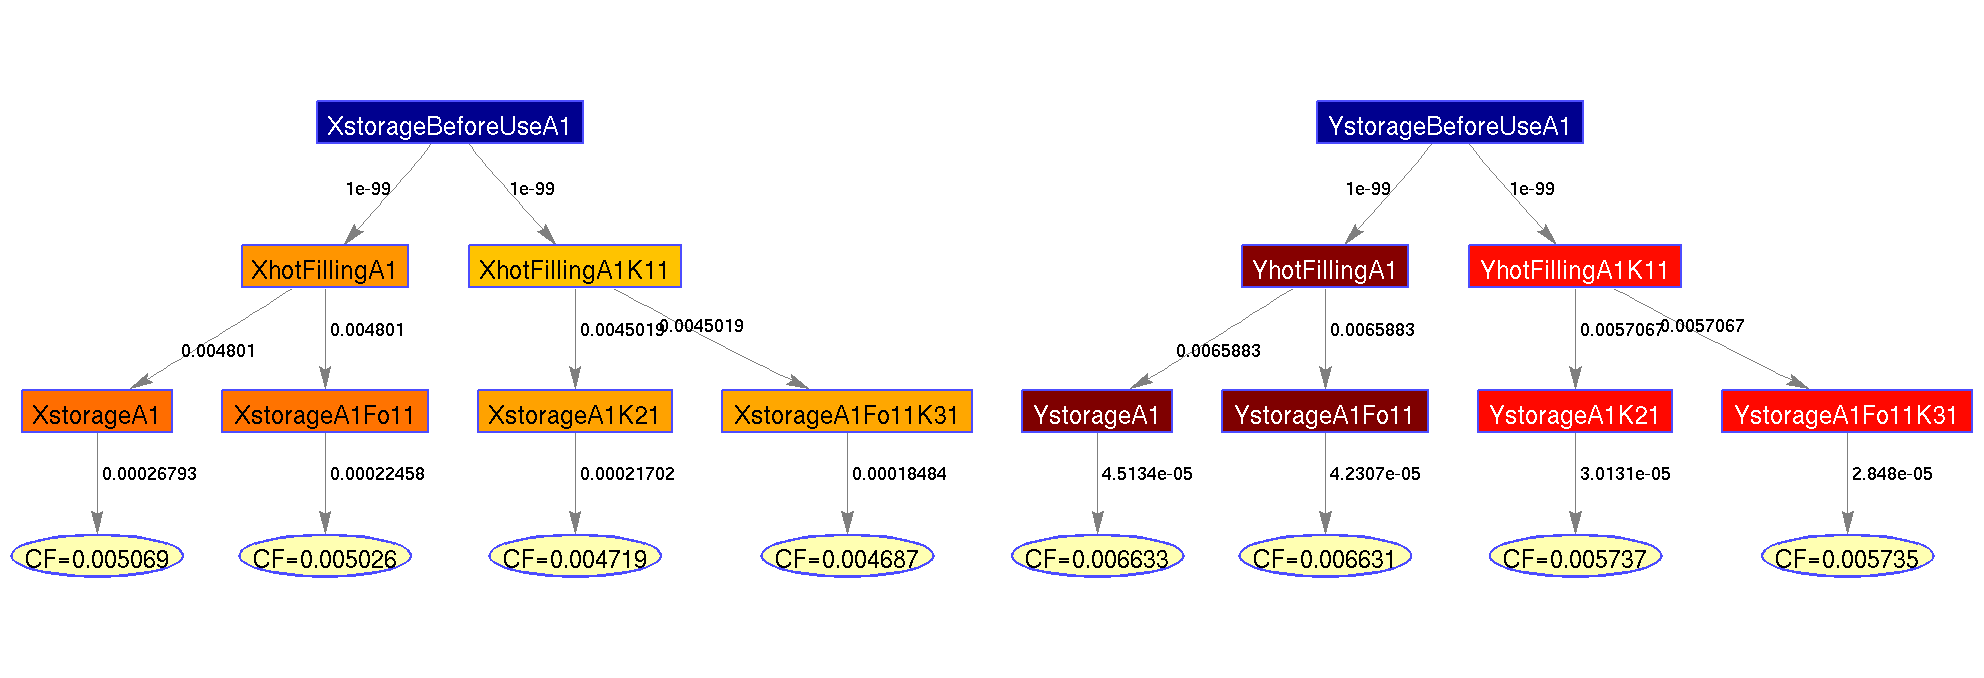 XstorageBeforeUseA1
YstorageBeforeUseA1
1e-99
1e-99
1e-99
1e-99
XhotFillingA1
XhotFillingA1K11
YhotFillingA1
YhotFillingA1K11
0.004801
0.004801
0.0045019
0.0045019
0.0065883
0.0065883
0.0057067
0.0057067
XstorageA1
XstorageA1Fo11
XstorageA1K21
XstorageA1Fo11K31
YstorageA1
YstorageA1Fo11
YstorageA1K21
YstorageA1Fo11K31
0.00026793
0.00022458
0.00021702
0.00018484
4.5134e-05
4.2307e-05
3.0131e-05
2.848e-05
CF=0.005069
CF=0.005026
CF=0.004719
CF=0.004687
CF=0.006633
CF=0.006631
CF=0.005737
CF=0.005735